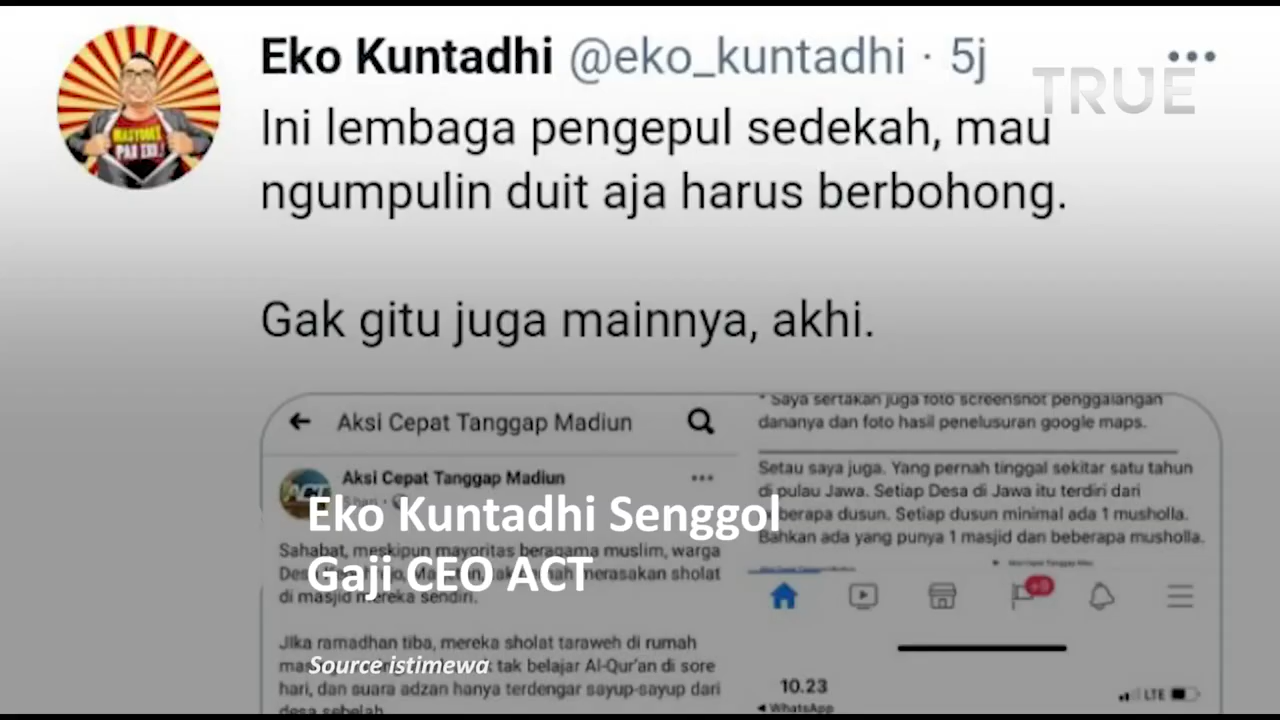 Eko Kuntadhi @eko_kuntadhi · 5j
TRUE
Ini lembaga pengepul sedekah, mau
ngumpulin duit aja harus berbohong.
Gak gitu juga mainnya, akhi.
Aksi Cepat Tanggap Madiun
Aksi Cepat Tanggap Madiun
ACT
Sahabat, meskipun mayoritas beragama muslim, warga
merasakan sholat
di masjid mereka sendiri.
JIka ramadhan tiba, mereka sholat taraweh di rumah
tak belajar Al-Qur'an di sore
hari, dan suara adzan hanya terdengar sayup-sayup dari
desa sebelah.
* Saya sertakan juga foto screenshot penggalangan
dananya dan foto hasil penelusuran google maps.
Setau saya juga. Yang pernah tinggal sekitar satu tahun
di pulau Jawa. Setiap Desa di Jawa itu terdiri dari
beberapa dusun. Setiap dusun minimal ada 1 musholla.
Bahkan ada yang punya 1 masjid dan beberapa musholla.
+9
10.23
LTE
WhatsApp
Eko Kuntadhi Senggol
Gaji CEO ACT
Source istimewa